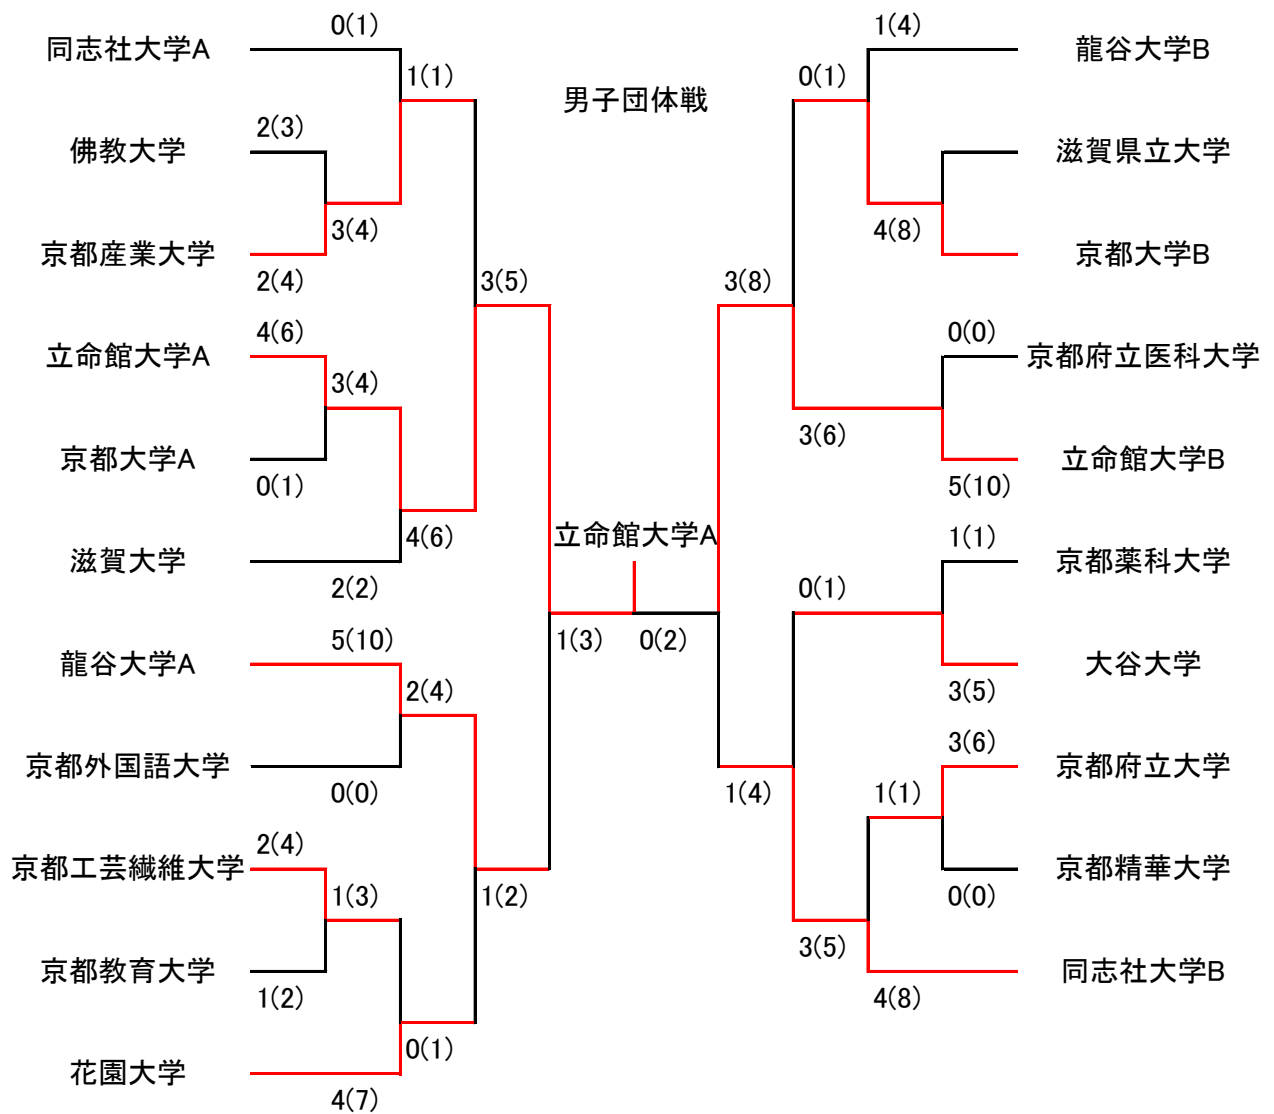 男子団体戦
同志社大学A
0(1)
1(1)
佛教大学
2(3)
3(4)
京都産業大学
2(4)
3(5)
立命館大学A
4(6)
3(4)
京都大学A
0(1)
4(6)
滋賀大学
2(2)
龍谷大学A
5(10)
2(4)
京都外国語大学
0(0)
京都工芸繊維大学
2(4)
1(3)
1(2)
京都教育大学
1(2)
0(1)
花園大学
4(7)
立命館大学A
1(3)
0(2)
1(4)
龍谷大学B
0(1)
滋賀県立大学
4(8)
京都大学B
3(8)
0(0)
京都府立医科大学
3(6)
立命館大学B
5(10)
1(1)
京都薬科大学
0(1)
大谷大学
3(5)
3(6)
京都府立大学
1(4)
1(1)
京都精華大学
0(0)
3(5)
同志社大学B
4(8)